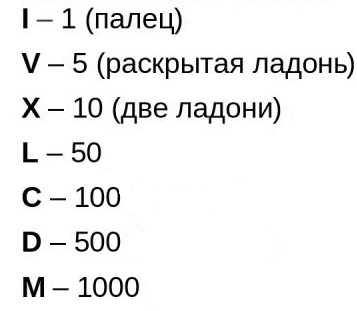 I – 1 (палец)
V – 5 (раскрытая ладонь)
X – 10 (две ладони)
L – 50
C – 100
D – 500
M – 1000